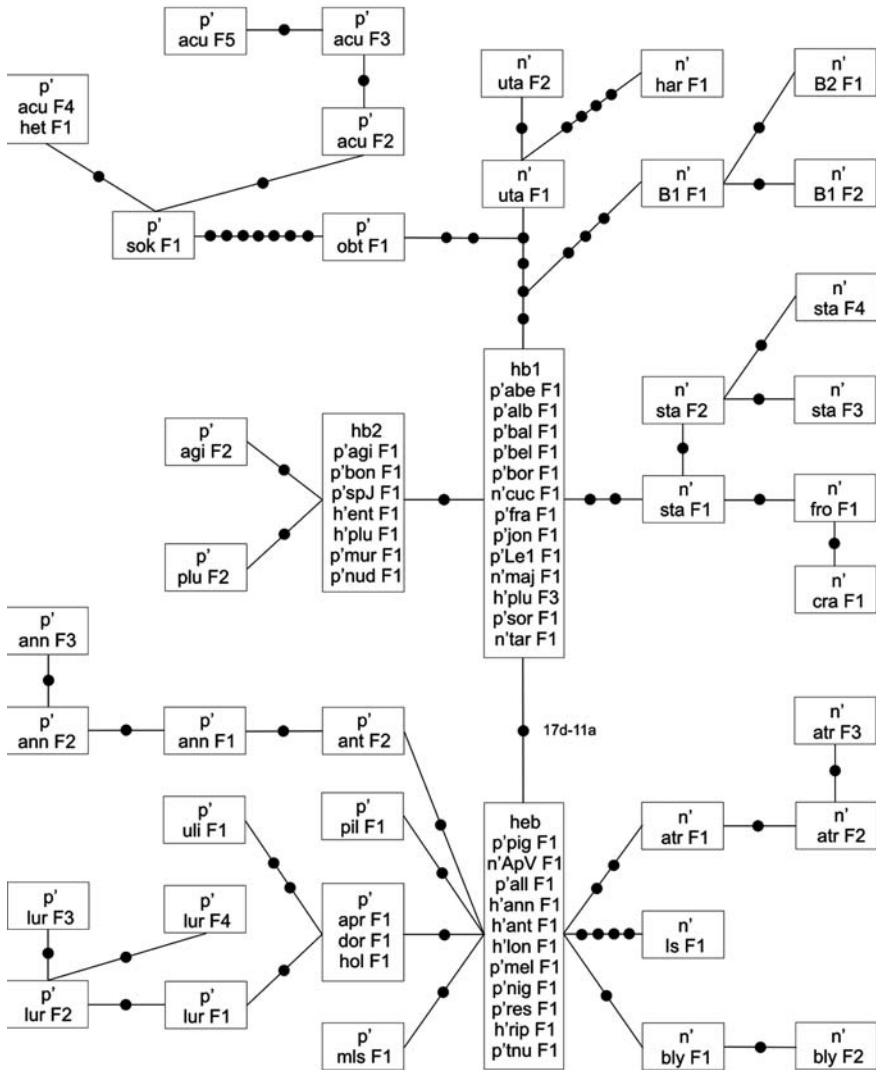 p'
acu F5
p'
acu F3
n'
uta F2
n'
har F1
n'
B2 F1
p'
acu F4
het F1
p'
acu F2
n'
uta F1
n'
B1 F1
n'
B1 F2
p'
sok F1
p'
obt F1
n'
sta F4
hb1
p'abe F1
p'alb F1
p'bal F1
p'bel F1
p'bor F1
n'cuc F1
p'fra F1
p'jon F1
p'Le1 F1
n'maj F1
h'plu F3
p'sor F1
n'tar F1
n'
sta F2
n'
sta F3
p'
agi F2
hb2
p'agi F1
p'bon F1
p'spJ F1
h'ent F1
h'plu F1
p'mur F1
p'nud F1
n'
sta F1
n'
fro F1
p'
plu F2
n'
cra F1
p'
ann F3
17d-11a
p'
ann F2
p'
ann F1
p'
ant F2
n'
atr F3
p'
uli F1
p'
pil F1
heb
p'pig F1
n'ApV F1
p'all F1
h'ann F1
h'ant F1
h'lon F1
p'mel F1
p'nig F1
p'res F1
h'rip F1
p'tnu F1
n'
atr F1
n'
atr F2
p'
lur F3
p'
lur F4
p'
apr F1
dor F1
hol F1
n'
ls F1
p'
lur F2
p'
lur F1
p'
mls F1
n'
bly F1
n'
bly F2